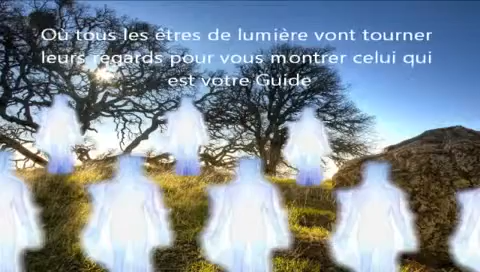 Où tous les êtres de lumière vont tourner
leurs regards pour vous montrer celui qui
est votre Guide